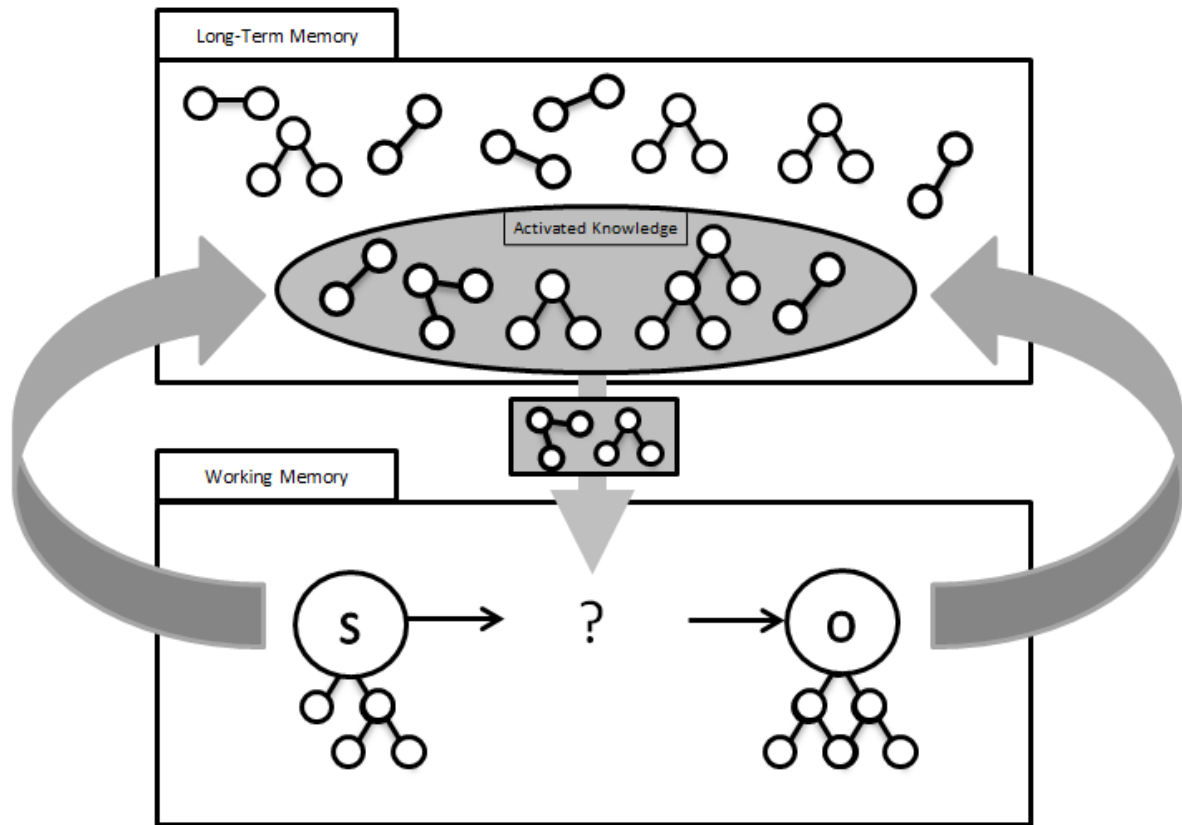 Long-Term Memory
Activated Knowledge
Working Memory
S
?
O